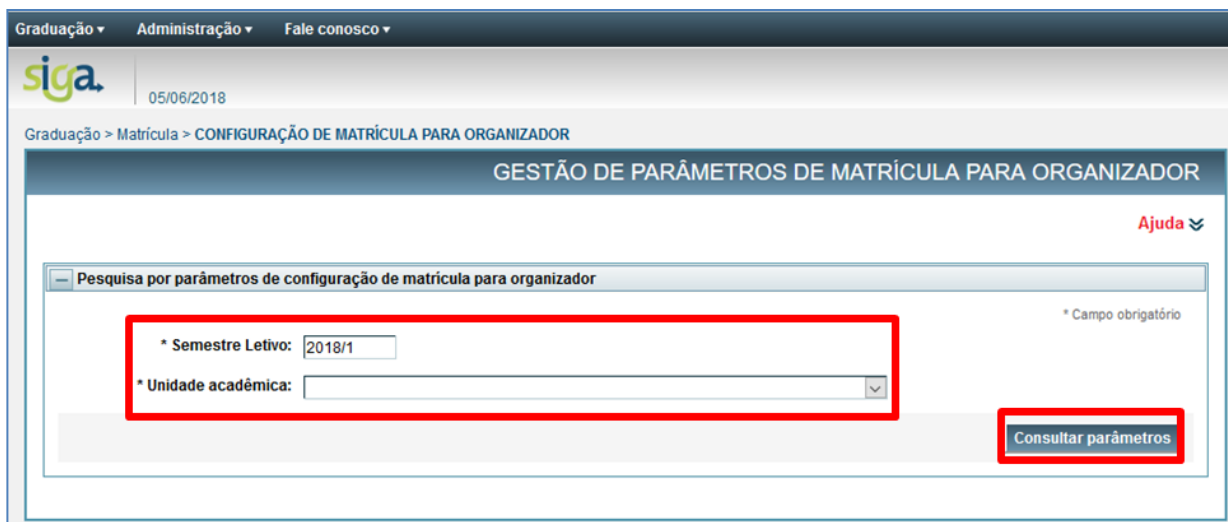 Graduação ▾ Administração ▾ Fale conosco ▾
siga.
05/06/2018
Graduação > Matrícula > CONFIGURAÇÃO DE MATRÍCULA PARA ORGANIZADOR
GESTÃO DE PARÂMETROS DE MATRÍCULA PARA ORGANIZADOR
Ajuda
Pesquisa por parâmetros de configuração de matrícula para organizador
* Campo obrigatório
* Semestre Letivo: 2018/1
* Unidade acadêmica:
Consultar parâmetros